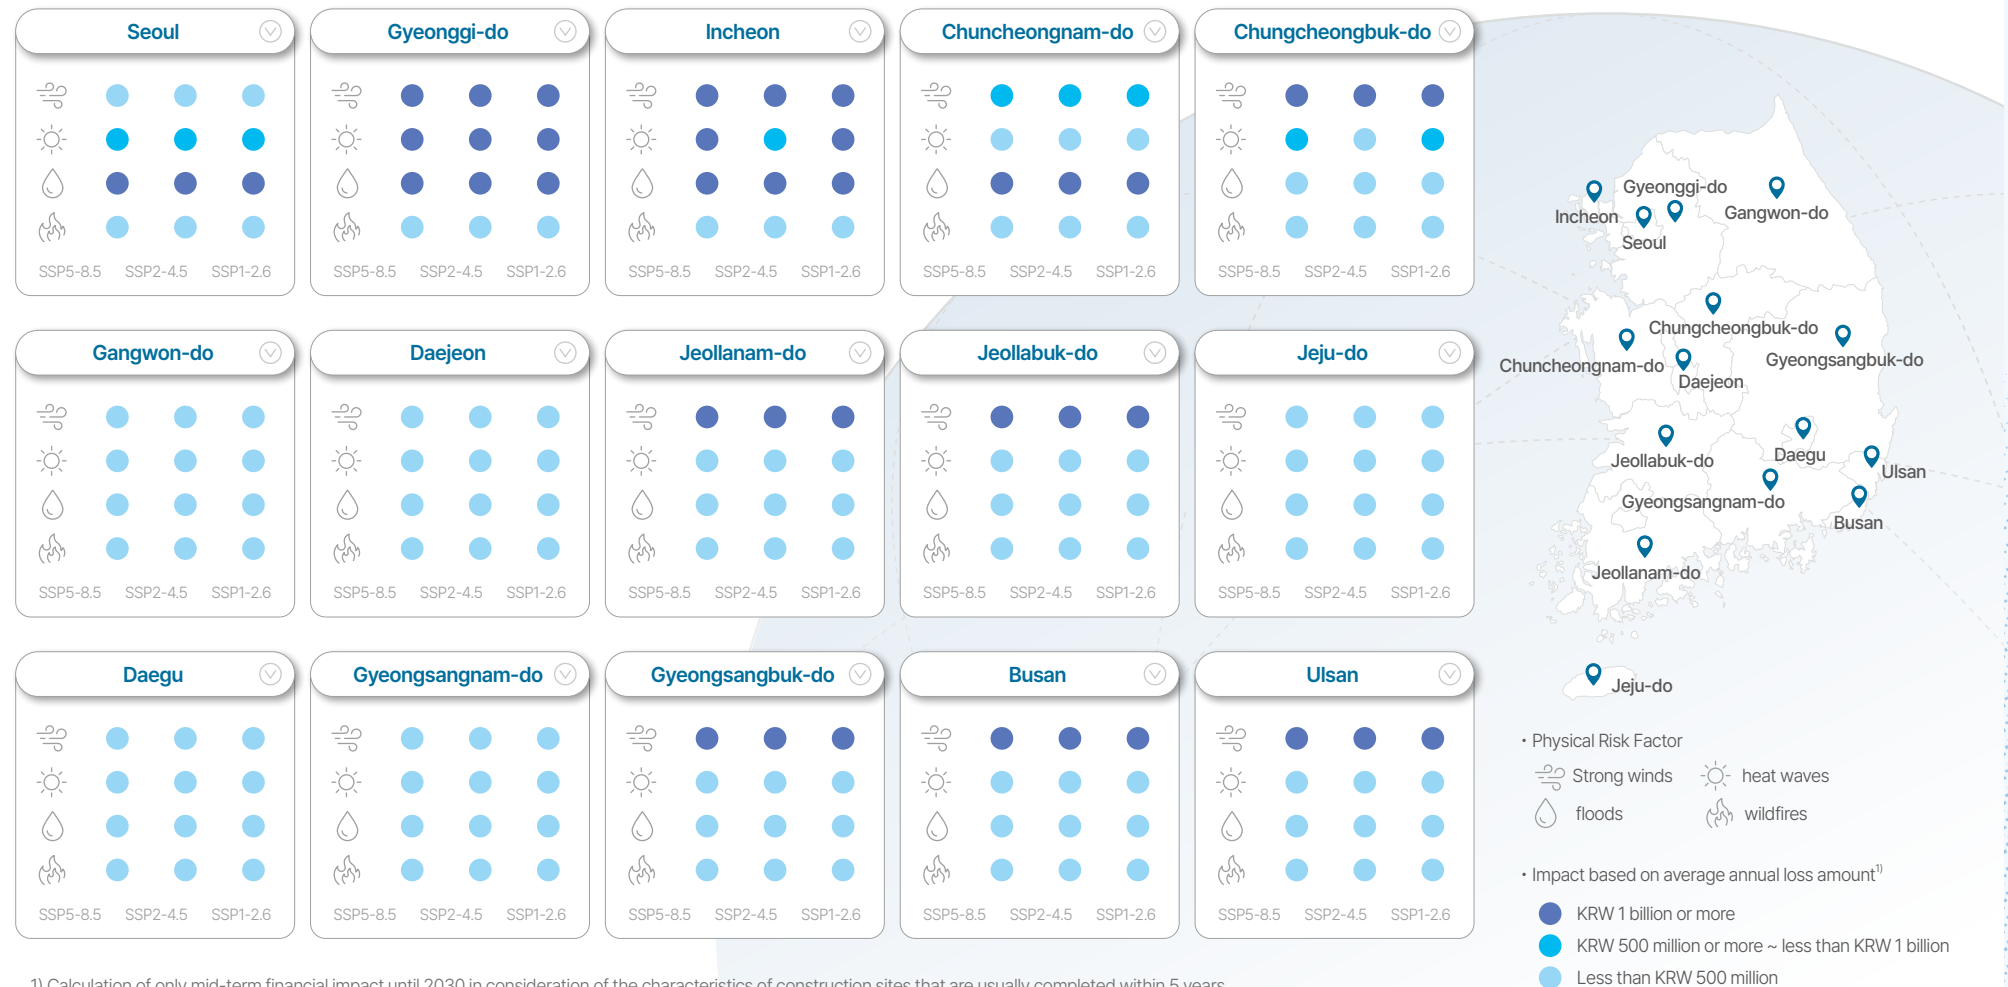 Seoul
Gyeonggi-do
Incheon
Chuncheongnam-do
Chungcheongbuk-do
SSP5-8.5 SSP2-4.5 SSP1-2.6
SSP5-8.5 SSP2-4.5 SSP1-2.6
SSP5-8.5 SSP2-4.5 SSP1-2.6
SSP5-8.5 SSP2-4.5 SSP1-2.6
SSP5-8.5 SSP2-4.5 SSP1-2.6
Gangwon-do
Daejeon
Jeollanam-do
Jeollabuk-do
Jeju-do
SSP5-8.5 SSP2-4.5 SSP1-2.6
SSP5-8.5 SSP2-4.5 SSP1-2.6
SSP5-8.5 SSP2-4.5 SSP1-2.6
SSP5-8.5 SSP2-4.5 SSP1-2.6
SSP5-8.5 SSP2-4.5 SSP1-2.6
Daegu
Gyeongsangnam-do
Gyeongsangbuk-do
Busan
Ulsan
SSP5-8.5 SSP2-4.5 SSP1-2.6
SSP5-8.5 SSP2-4.5 SSP1-2.6
SSP5-8.5 SSP2-4.5 SSP1-2.6
SSP5-8.5 SSP2-4.5 SSP1-2.6
SSP5-8.5 SSP2-4.5 SSP1-2.6
Gyeonggi-do
Incheon
Gangwon-do
Seoul
Chungcheongbuk-do
Chuncheongnam-do
Gyeongsangbuk-do
Daejeon
Jeollabuk-do
Daegu
Ulsan
Gyeongsangnam-do
Busan
Jeollanam-do
Jeju-do
· Physical Risk Factor
Strong winds
heat waves
floods
wildfires
· Impact based on average annual loss amount1)
KRW 1 billion or more
KRW 500 million or more ~ less than KRW 1 billion
Less than KRW 500 million
1) Calculation of only mid-term financial impact until 2030 in consideration of the characteristics of construction sites that are usually completed within 5 years